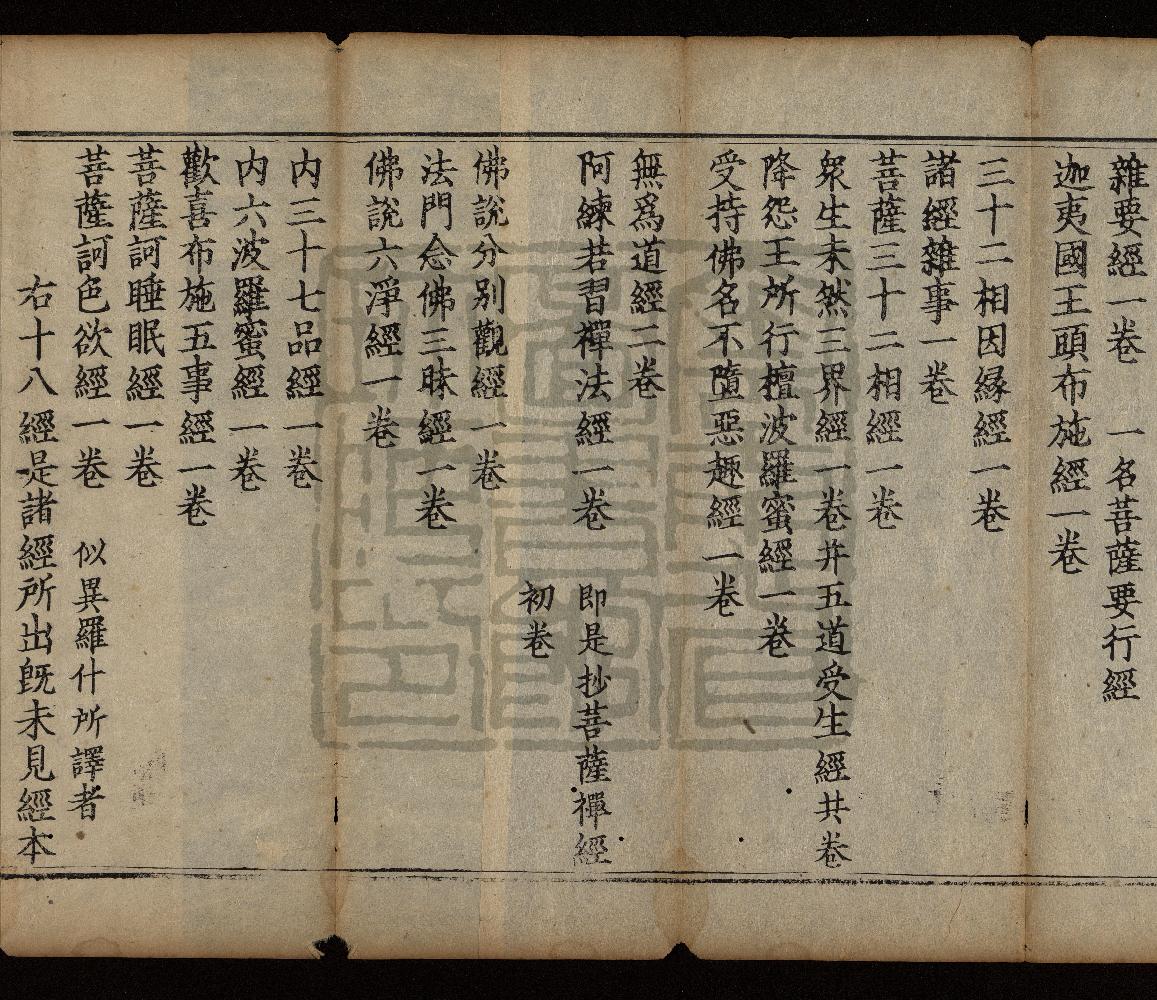 雜要經一卷　一名菩薩要行經
迦夷國王頭布施經一卷
三十二相因緣經一卷
諸經雜事一卷
菩薩三十二相經一卷
衆生未然三界經一卷并五道受生經共卷
降怨王所行檀波羅蜜經一卷
受持佛名不墮惡趣經一卷
無爲道經二卷
阿練若習禪法經一卷　即是抄菩薩禪經
初卷
佛說分别觀經一卷
法門念佛三昧經一卷
佛說六淨經一卷
内三十七品經一卷
内六波羅蜜經一卷
歡喜布施五事經一卷
菩薩訶睡眠經一卷
菩薩訶色欲經一卷　似異羅什所譯者
右十八經是諸經所出旣未見經本